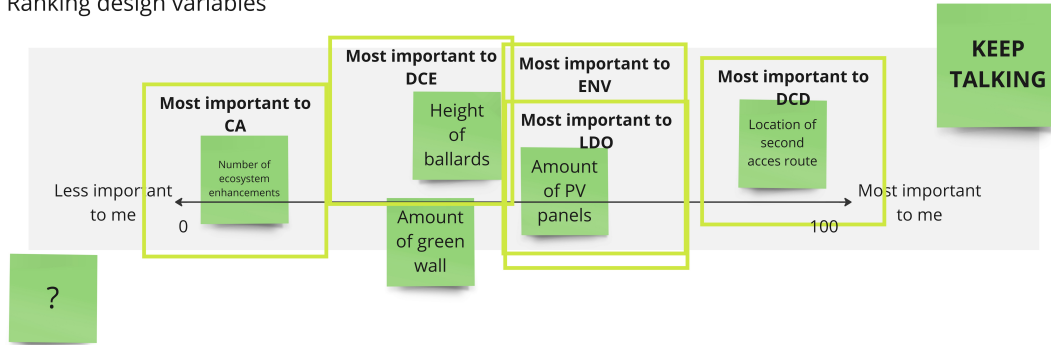 Ranking design variables
KEEP
TALKING
Most important to
DCE
Most important to
ENV
Most important to
DCD
Most important to
CA
Most important to
LDO
Height
of
ballards
Location of
second
acces route
Number of
ecosystem
enhancements
Amount
of PV
panels
Less important
to me
Most important
to me
0
100
Amount
of green
wall
?